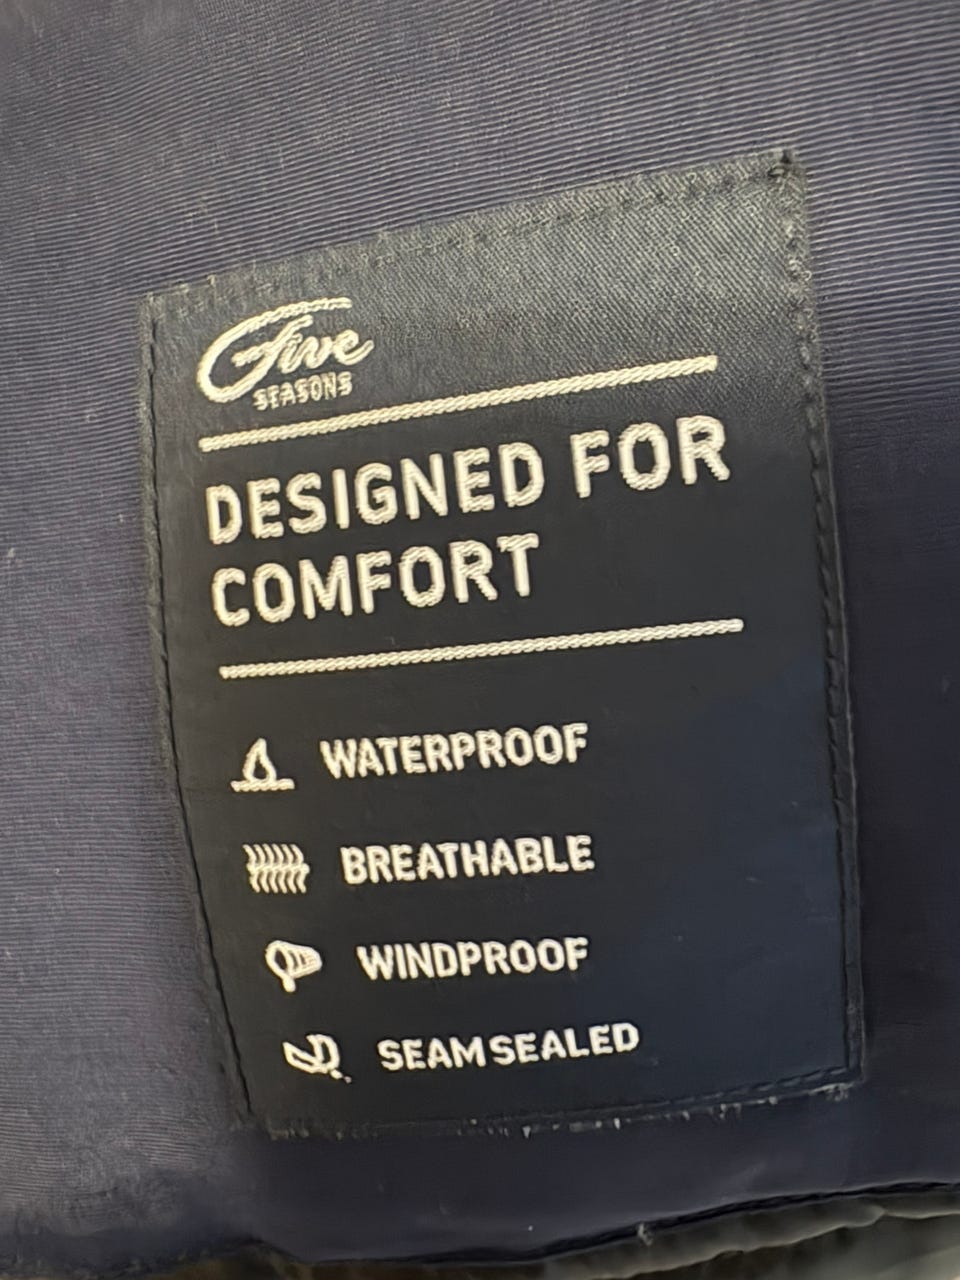 Five
SEASONS
DESIGNED FOR
COMFORT
WATERPROOF
BREATHABLE
WINDPROOF
SEAM SEALED